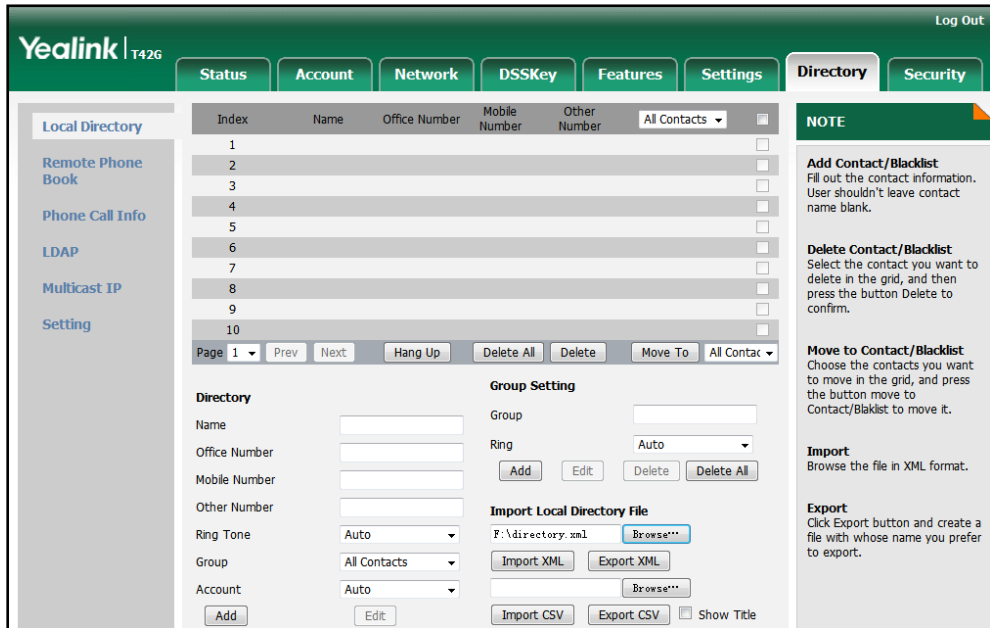 Log Out
Yealink T42G
Status Account Network DSSKey Features Settings Directory Security
Local Directory
Remote Phone
Book
Phone Call Info
LDAP
Multicast IP
Setting
Index Name Office Number Mobile Number Other Number All Contacts
1
2
3
4
5
6
7
8
9
10
Page 1 Prev Next Hang Up Delete All Delete Move To All Contac
Directory
Name
Office Number
Mobile Number
Other Number
Ring Tone Auto
Group All Contacts
Account Auto
Add Edit
Group Setting
Group
Ring Auto
Add Edit Delete Delete All
Import Local Directory File
F:\directory.xml Browse...
Import XML Export XML
Browse...
Import CSV Export CSV Show Title
NOTE
Add Contact/Blacklist
Fill out the contact information.
User shouldn't leave contact
name blank.
Delete Contact/Blacklist
Select the contact you want to
delete in the grid, and then
press the button Delete to
confirm.
Move to Contact/Blacklist
Choose the contacts you want
to move in the grid, and press
the button move to
Contact/Blaklist to move it.
Import
Browse the file in XML format.
Export
Click Export button and create a
file with whose name you prefer
to export.